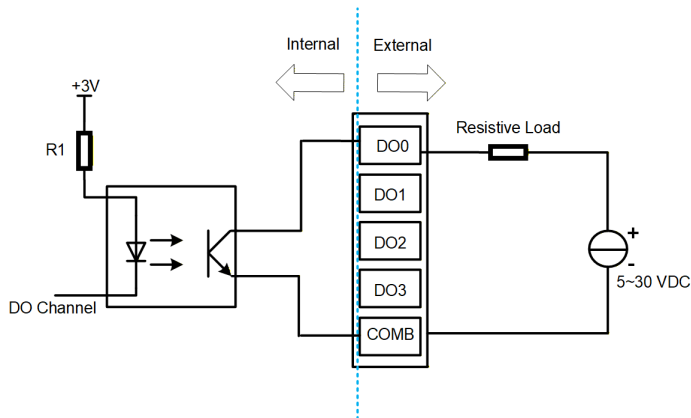 Internal
External
+3V
R1
DO Channel
DO0
DO1
DO2
DO3
COMB
Resistive Load
+
-
5~30 VDC